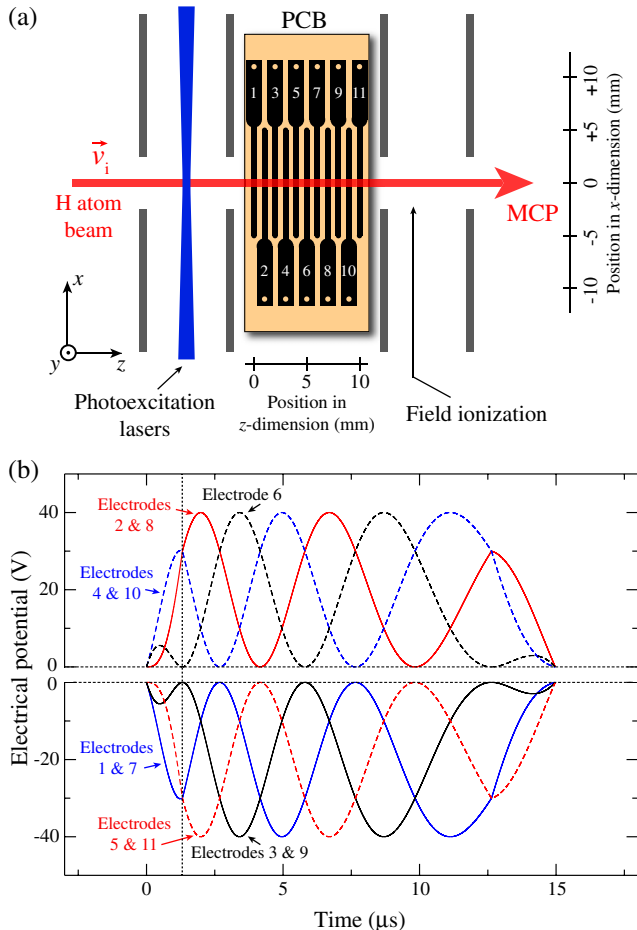 (a)
PCB
1 3 5 7 9 11
2 4 6 8 10
v⃗i
H atom
beam
MCP
+10
+5
0
-5
-10
Position in x-dimension (mm)
x
y
z
0 5 10
Position in
z-dimension (mm)
Photoexcitation
lasers
Field ionization
(b)
Electrodes
2 & 8
Electrode 6
Electrodes
4 & 10
40
20
0
0
-20
-40
Electrical potential (V)
Electrodes
1 & 7
Electrodes
5 & 11
Electrodes 3 & 9
0 5 10 15
Time (μs)